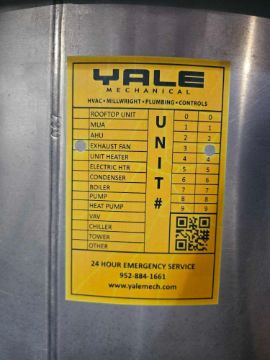 YALE
MECHANICAL
HVAC • MILLWRIGHT • PLUMBING • CONTROLS
ROOFTOP UNIT
MUA
AHU
EXHAUST FAN
UNIT HEATER
ELECTRIC HTR
CONDENSER
BOILER
PUMP
HEAT PUMP
VAV
CHILLER
TOWER
OTHER
UNIT#
0 0
1 1
2 2
3 3
4 4
5 5
6 6
7 7
8 8
9 9
24 HOUR EMERGENCY SERVICE
952-884-1661
www.yalemech.com